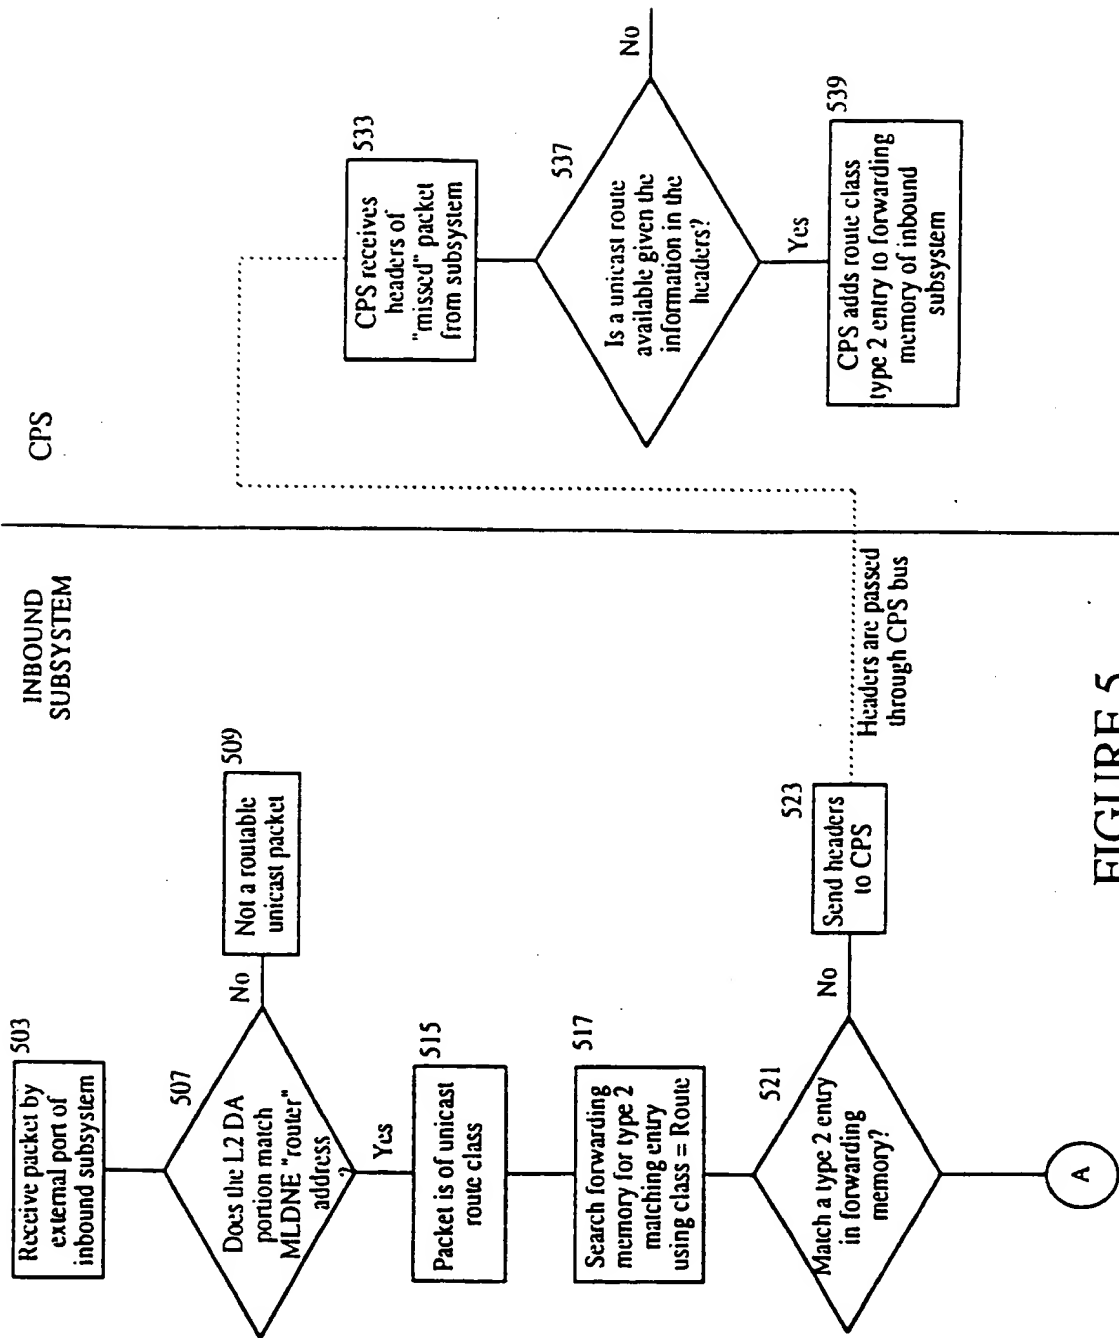 INBOUND
SUBSYSTEM
CPS
503
Receive packet by
external port of
inbound subsystem
507
Does the L2 DA
portion match
MLDNE "router"
address
?
No
509
Not a routable
unicast packet
Yes
515
Packet is of unicast
route class
517
Search forwarding
memory for type 2
matching entry
using class = Route
521
Match a type 2 entry
in forwarding
memory?
No
523
Send headers
to CPS
A
Headers are passed
through CPS bus
533
CPS receives
headers of
"missed" packet
from subsystem
537
Is a unicast route
available given the
information in the
headers?
No
Yes
539
CPS adds route class
type 2 entry to forwarding
memory of inbound
subsystem
FIGURE 5